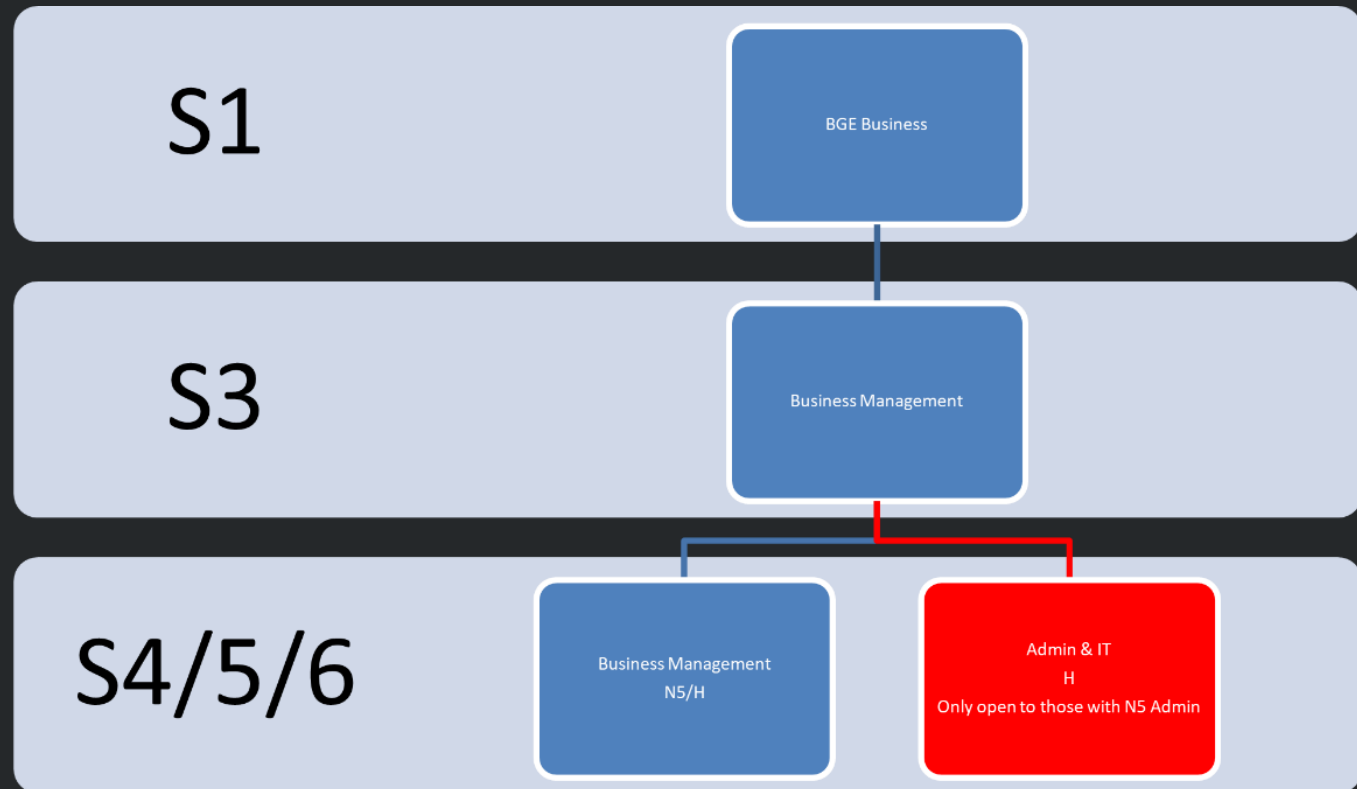 S1
BGE Business
S3
Business Management
S4/5/6
Business Management
N5/H
Admin & IT
H
Only open to those with N5 Admin